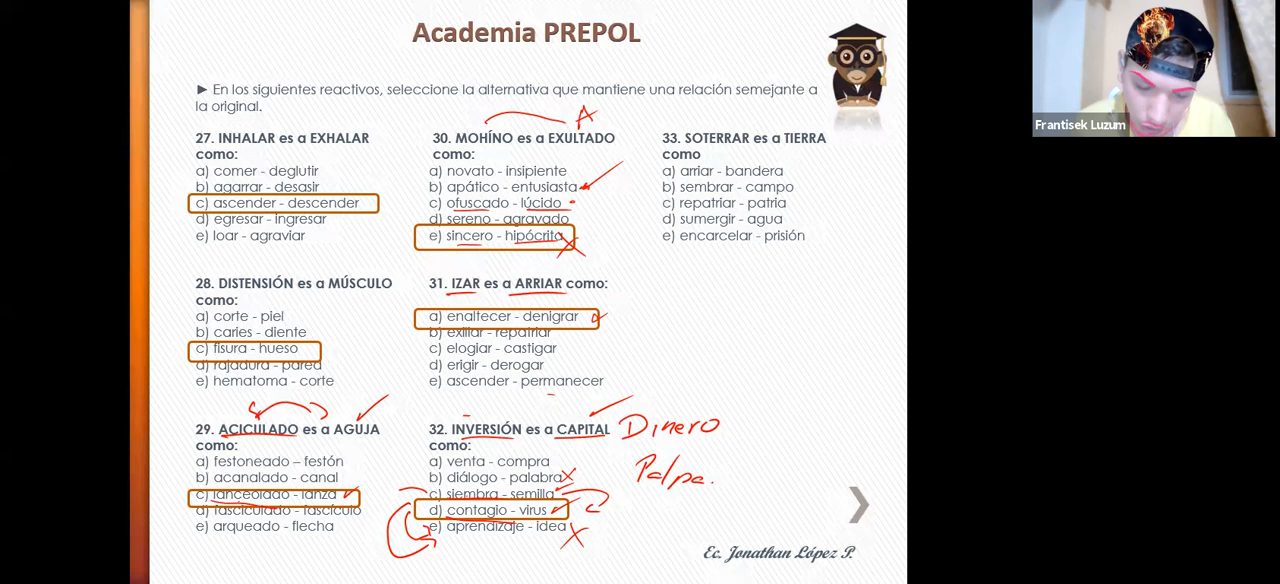 Academia PREPOL
► En los siguientes reactivos, seleccione la alternativa que mantiene una relación semejante a
la original.
27. INHALAR es a EXHALAR
como:
a) comer - deglutir
b) agarrar - desasir
c) ascender - descender
d) egresar - ingresar
e) loar - agraviar
28. DISTENSIÓN es a MÚSCULO
como:
a) corte - piel
b) caries - diente
c) fisura - hueso
d) rajadura - pared
e) hematoma - corte
29. ACICULADO es a AGUJA
como:
a) festoneado – festón
b) acanalado - canal
c) lanceolado - lanza
d) fasciculado - fascículo
e) arqueado - flecha
A
30. MOHÍNO es a EXULTADO
como:
a) novato - insipiente
b) apático - entusiasta
c) ofuscado - lúcido
d) sereno - agravado
e) sincero - hipócrita
31. IZAR es a ARRIAR como:
a) enaltecer - denigrar
b) exiliar - repatriar
c) elogiar - castigar
d) erigir - derogar
e) ascender - permanecer
32. INVERSIÓN es a CAPITAL
como:
a) venta - compra
b) diálogo - palabra
c) siembra - semilla
d) contagio - virus
e) aprendizaje - idea
Dinero
Palpa.
33. SOTERRAR es a TIERRA
como
a) arriar - bandera
b) sembrar - campo
c) repatriar - patria
d) sumergir - agua
e) encarcelar - prisión
Ec. Jonathan López P.
Frantisek Luzum